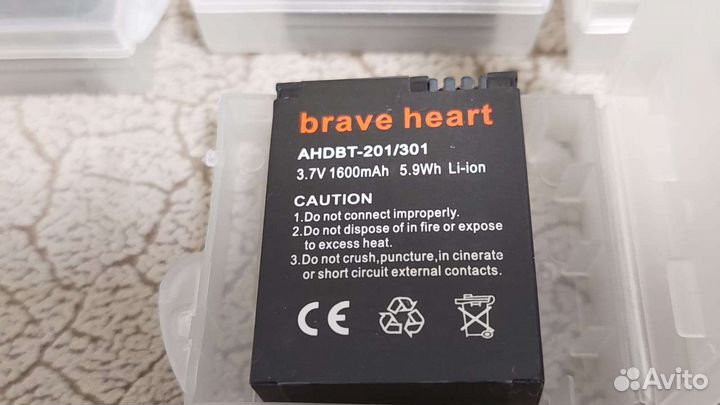 brave heart
AHDBT-201/301
3.7V 1600mAh 5.9Wh Li-ion
CAUTION
1.Do not connect improperly.
2.Do not dispose of in fire or expose
to excess heat.
3.Do not crush,puncture,in cinerate
or short circuit external contacts.
CE
Avito